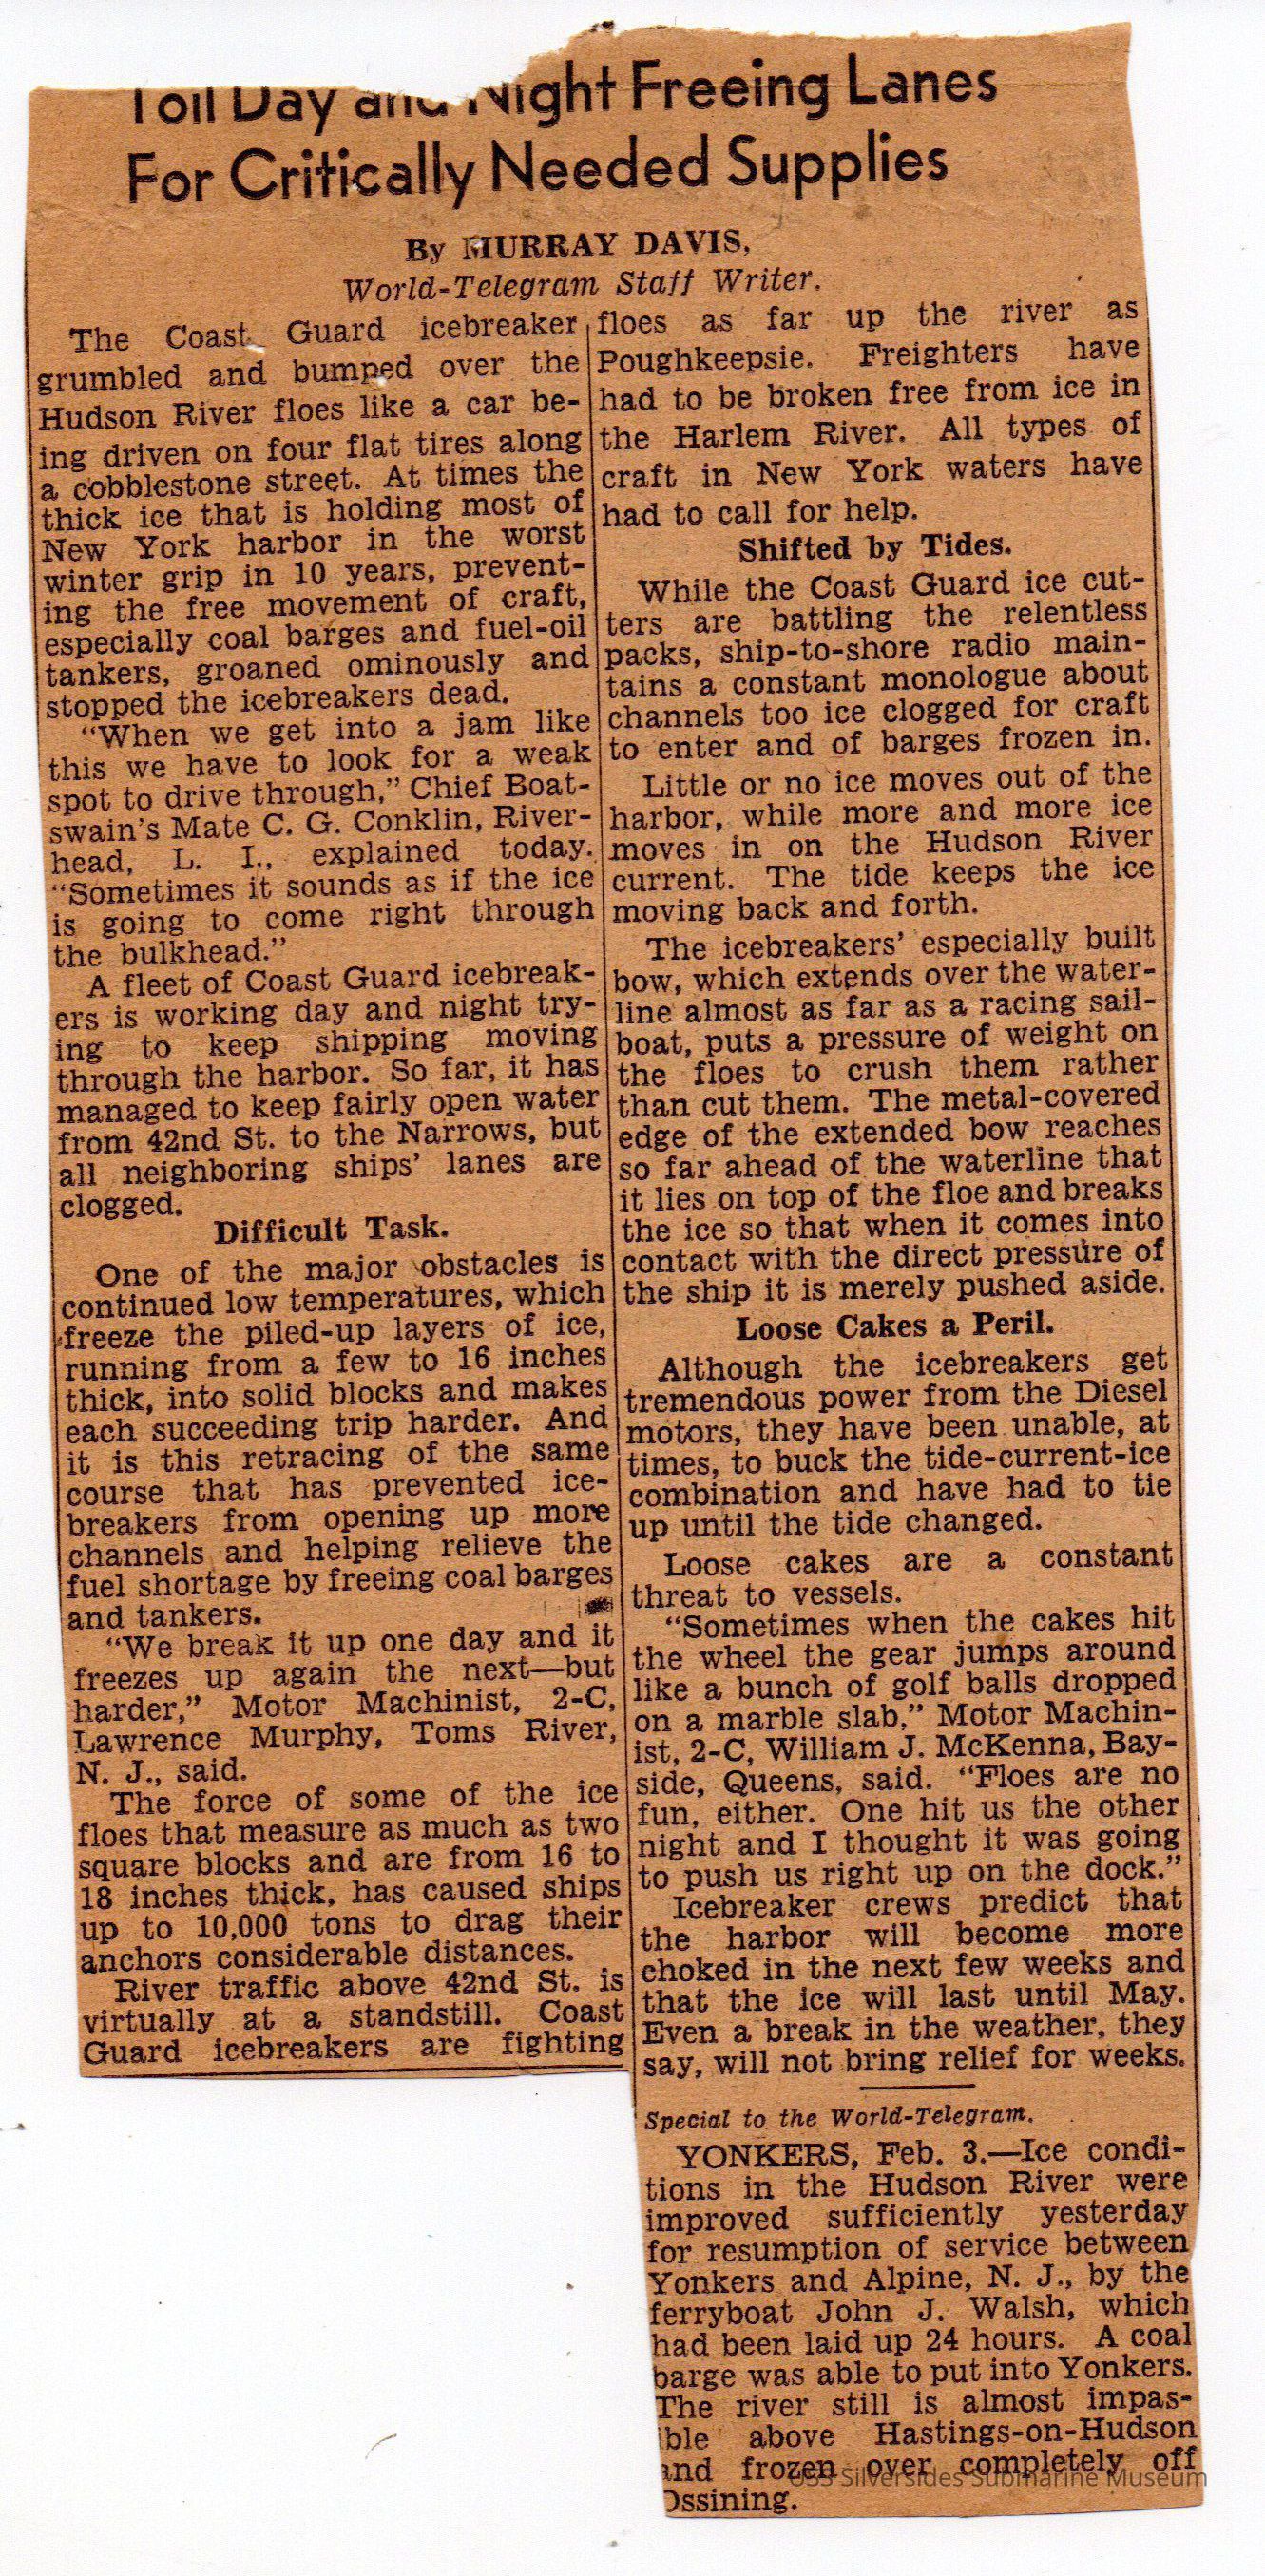 Toil Day and Night Freeing Lanes
For Critically Needed Supplies
By MURRAY DAVIS,
World-Telegram Staff Writer.
The Coast Guard icebreaker
grumbled and bumped over the
Hudson River floes like a car be-
ing driven on four flat tires along
a cobblestone street. At times the
thick ice that is holding most of
New York harbor in the worst
winter grip in 10 years, prevent-
ing the free movement of craft,
especially coal barges and fuel-oil
tankers, groaned ominously and
stopped the icebreakers dead.
"When we get into a jam like
this we have to look for a weak
spot to drive through," Chief Boat-
swain's Mate C. G. Conklin, River-
head, L. I., explained today.
"Sometimes it sounds as if the ice
is going to come right through
the bulkhead."
A fleet of Coast Guard icebreak-
ers is working day and night try-
ing to keep shipping moving
through the harbor. So far, it has
managed to keep fairly open water
from 42nd St. to the Narrows, but
all neighboring ships' lanes are
clogged.
Difficult Task.
One of the major obstacles is
continued low temperatures, which
freeze the piled-up layers of ice,
running from a few to 16 inches
thick, into solid blocks and makes
each succeeding trip harder. And
it is this retracing of the same
course that has prevented ice-
breakers from opening up more
channels and helping relieve the
fuel shortage by freeing coal barges
and tankers.
"We break it up one day and it
freezes up again the next—but
harder," Motor Machinist, 2-C,
Lawrence Murphy, Toms River,
N. J., said.
The force of some of the ice
floes that measure as much as two
square blocks and are from 16 to
18 inches thick, has caused ships
up to 10,000 tons to drag their
anchors considerable distances.
River traffic above 42nd St. is
virtually at a standstill. Coast
Guard icebreakers are fighting
floes as far up the river as
Poughkeepsie. Freighters have
had to be broken free from ice in
the Harlem River. All types of
craft in New York waters have
had to call for help.
Shifted by Tides.
While the Coast Guard ice cut-
ters are battling the relentless
packs, ship-to-shore radio main-
tains a constant monologue about
channels too ice clogged for craft
to enter and of barges frozen in.
Little or no ice moves out of the
harbor, while more and more ice
moves in on the Hudson River
current. The tide keeps the ice
moving back and forth.
The icebreakers' especially built
bow, which extends over the water-
line almost as far as a racing sail-
boat, puts a pressure of weight on
the floes to crush them rather
than cut them. The metal-covered
edge of the extended bow reaches
so far ahead of the waterline that
it lies on top of the floe and breaks
the ice so that when it comes into
contact with the direct pressure of
the ship it is merely pushed aside.
Loose Cakes a Peril.
Although the icebreakers get
tremendous power from the Diesel
motors, they have been unable, at
times, to buck the tide-current-ice
combination and have had to tie
up until the tide changed.
Loose cakes are a constant
threat to vessels.
"Sometimes when the cakes hit
the wheel the gear jumps around
like a bunch of golf balls dropped
on a marble slab," Motor Machin-
ist, 2-C, William J. McKenna, Bay-
side, Queens, said. "Floes are no
fun, either. One hit us the other
night and I thought it was going
to push us right up on the dock."
Icebreaker crews predict that
the harbor will become more
choked in the next few weeks and
that the ice will last until May.
Even a break in the weather, they
say, will not bring relief for weeks.
Special to the World-Telegram.
YONKERS, Feb. 3.—Ice condi-
tions in the Hudson River were
improved sufficiently yesterday
for resumption of service between
Yonkers and Alpine, N. J., by the
ferryboat John J. Walsh, which
had been laid up 24 hours. A coal
barge was able to put into Yonkers.
The river still is almost impas-
ible above Hastings-on-Hudson
and frozen over completely off
Ossining.
USS Silversides Submarine Museum